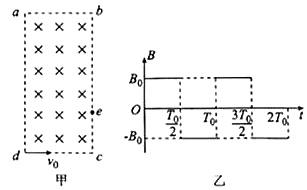 a b
e
d v₀ c
甲
B
B₀
O T₀/2 T₀ 3T₀/2 2T₀ t
-B₀
乙